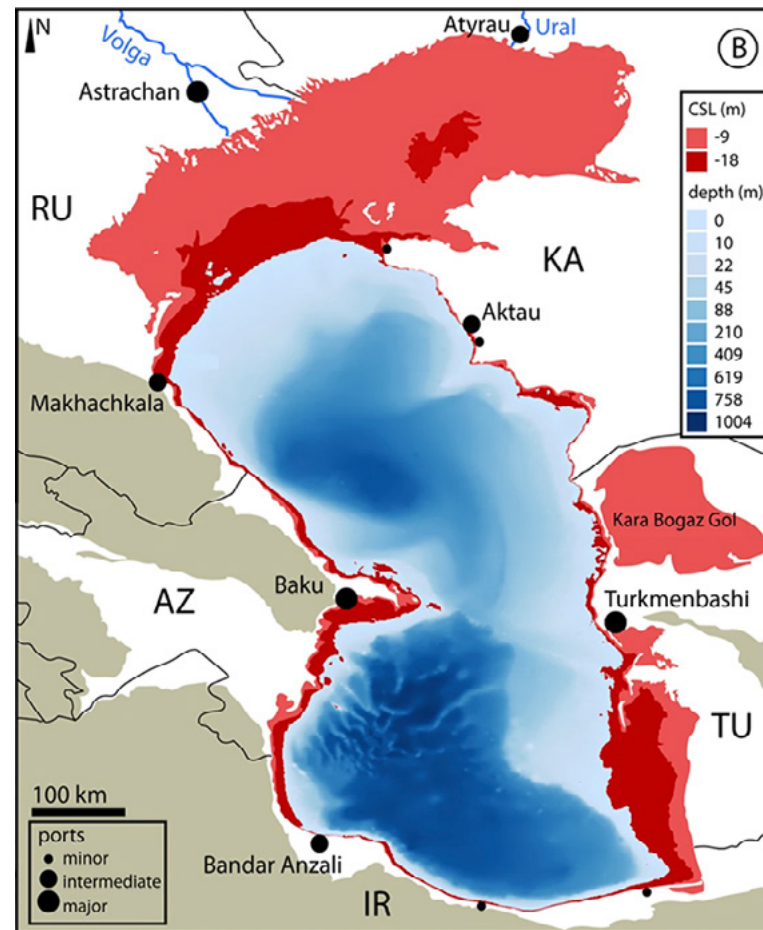 N
Volga
Astrachan
Atyrau
Ural
B
CSL (m)
-9
-18
depth (m)
0
10
22
45
88
210
409
619
758
1004
RU
KA
Aktau
Makhachkala
Kara Bogaz Gol
Baku
AZ
Turkmenbashi
TU
100 km
ports
minor
intermediate
major
Bandar Anzali
IR